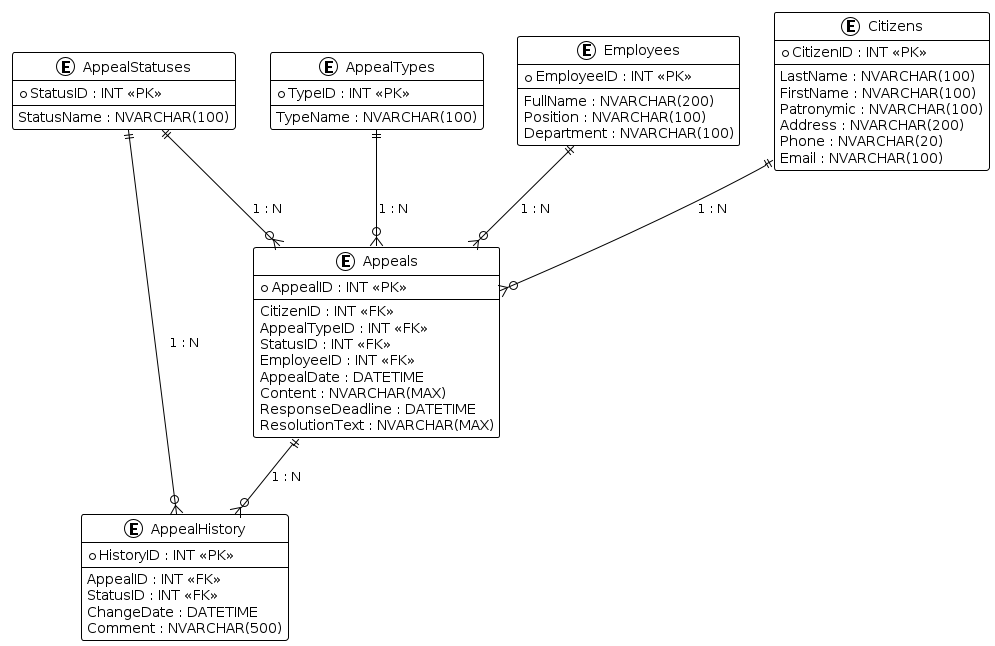 E AppealStatuses
StatusID : INT «PK»
StatusName : NVARCHAR(100)
E AppealTypes
TypeID : INT «PK»
TypeName : NVARCHAR(100)
E Employees
EmployeeID : INT «PK»
FullName : NVARCHAR(200)
Position : NVARCHAR(100)
Department : NVARCHAR(100)
E Citizens
CitizenID : INT «PK»
LastName : NVARCHAR(100)
FirstName : NVARCHAR(100)
Patronymic : NVARCHAR(100)
Address : NVARCHAR(200)
Phone : NVARCHAR(20)
Email : NVARCHAR(100)
1 : N
1 : N
1 : N
1 : N
E Appeals
AppealID : INT «PK»
CitizenID : INT «FK»
AppealTypeID : INT «FK»
StatusID : INT «FK»
EmployeeID : INT «FK»
AppealDate : DATETIME
Content : NVARCHAR(MAX)
ResponseDeadline : DATETIME
ResolutionText : NVARCHAR(MAX)
1 : N
1 : N
E AppealHistory
HistoryID : INT «PK»
AppealID : INT «FK»
StatusID : INT «FK»
ChangeDate : DATETIME
Comment : NVARCHAR(500)